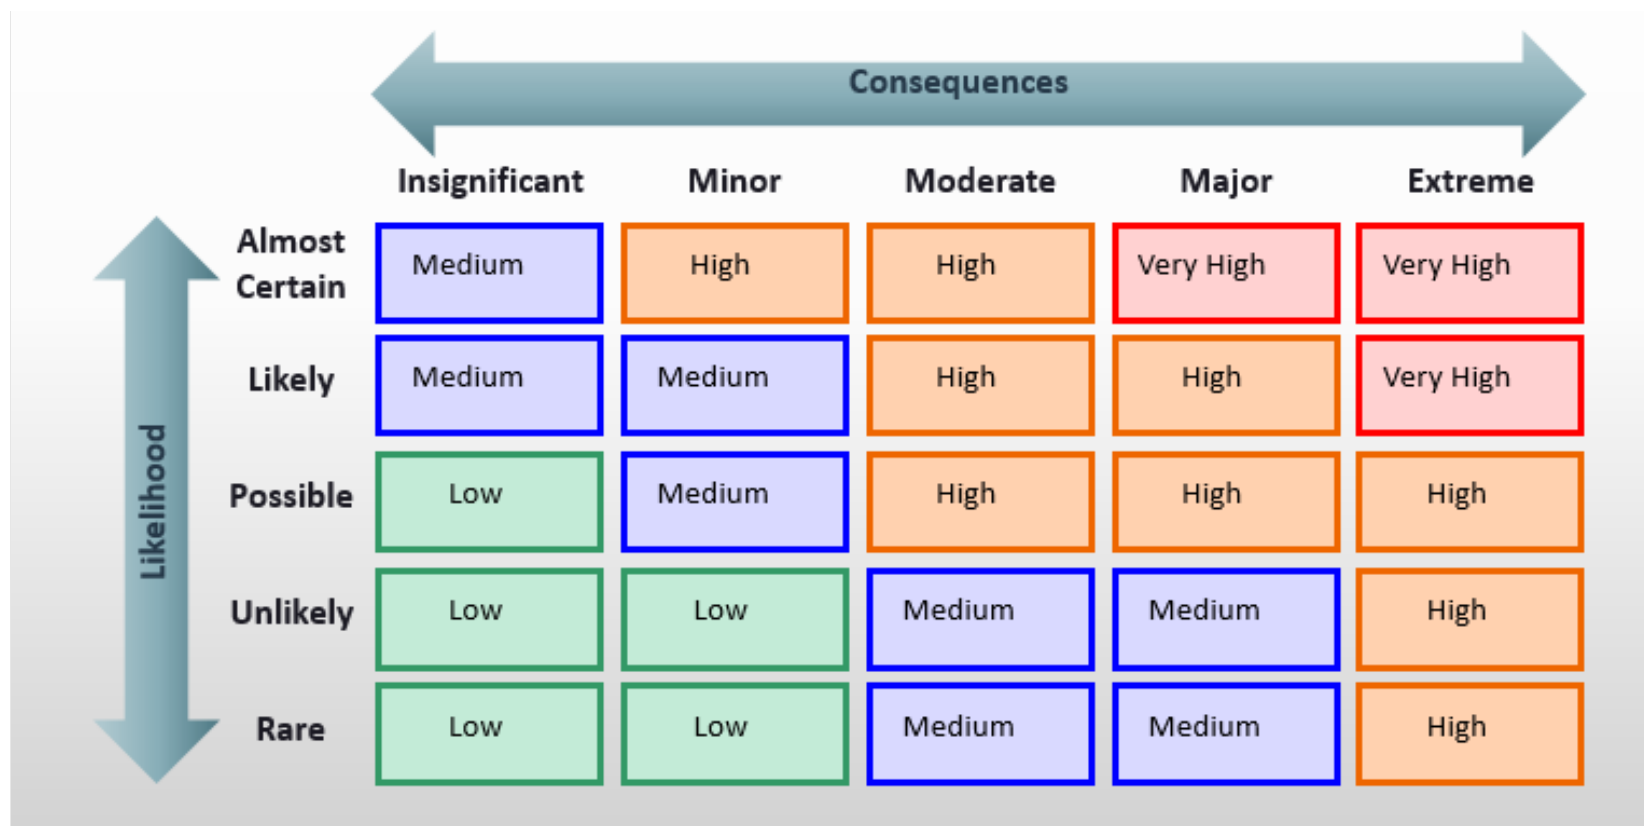 Consequences
Insignificant Minor Moderate Major Extreme
Almost
Certain
Medium High High Very High Very High
Likely Medium Medium High High Very High
Likelihood
Possible Low Medium High High High
Unlikely Low Low Medium Medium High
Rare Low Low Medium Medium High